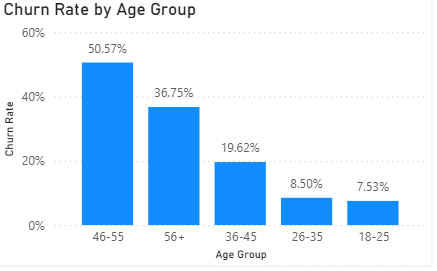 Churn Rate by Age Group
60%
50.57%
36.75%
40%
19.62%
20%
8.50%
7.53%
0%
Churn Rate
46-55 56+ 36-45 26-35 18-25
Age Group